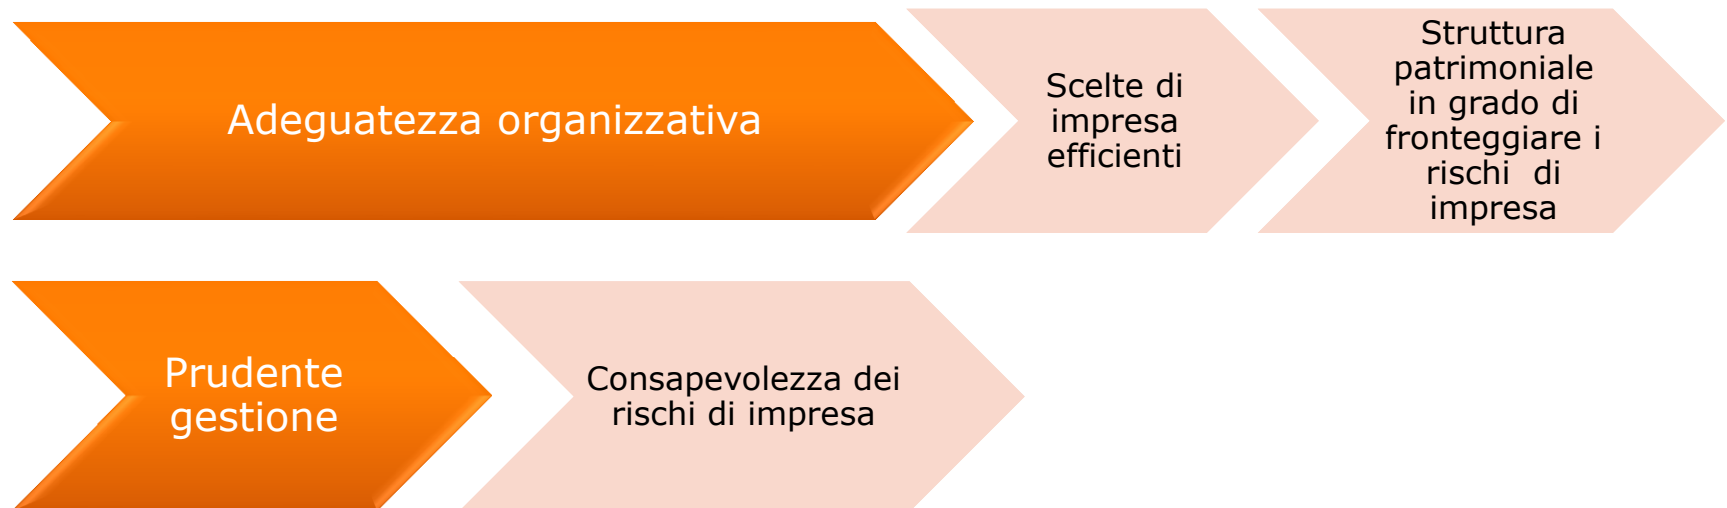 Adeguatezza organizzativa
Scelte di
impresa
efficienti
Struttura
patrimoniale
in grado di
fronteggiare i
rischi di
impresa
Prudente
gestione
Consapevolezza dei
rischi di impresa